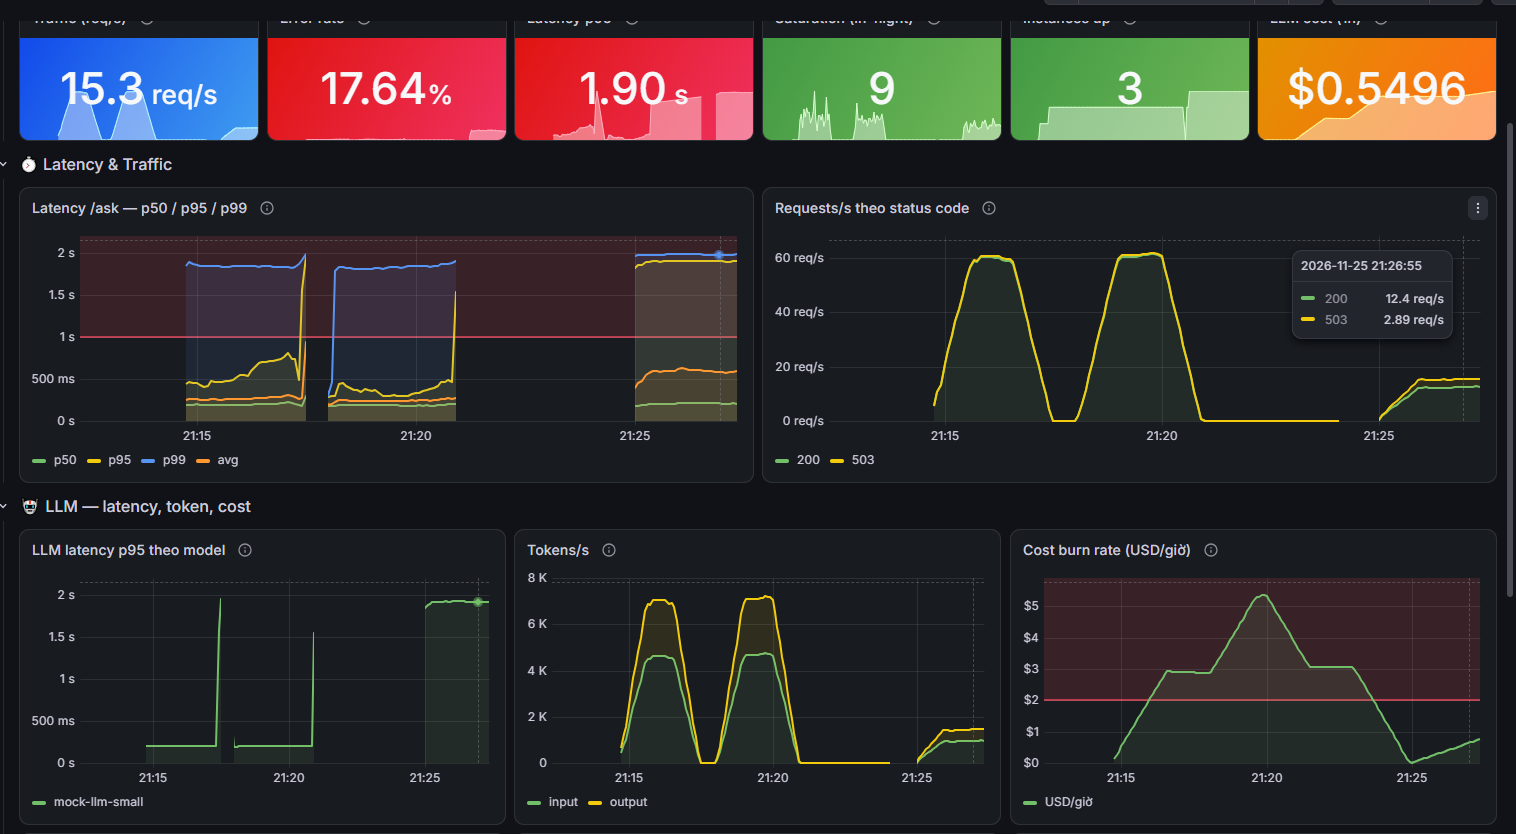 15.3 req/s
17.64%
1.90 s
9
3
$0.5496
Latency & Traffic
Latency /ask — p50 / p95 / p99
2 s
1.5 s
1 s
500 ms
0 s
21:15
21:20
21:25
p50
p95
p99
avg
Requests/s theo status code
60 req/s
40 req/s
20 req/s
0 req/s
21:15
21:20
21:25
2026-11-25 21:26:55
200 12.4 req/s
503 2.89 req/s
200
503
LLM — latency, token, cost
LLM latency p95 theo model
2 s
1.5 s
1 s
500 ms
0 s
21:15
21:20
21:25
mock-llm-small
Tokens/s
8 K
6 K
4 K
2 K
0
21:15
21:20
21:25
input
output
Cost burn rate (USD/giờ)
$5
$4
$3
$2
$1
$0
21:15
21:20
21:25
USD/giờ